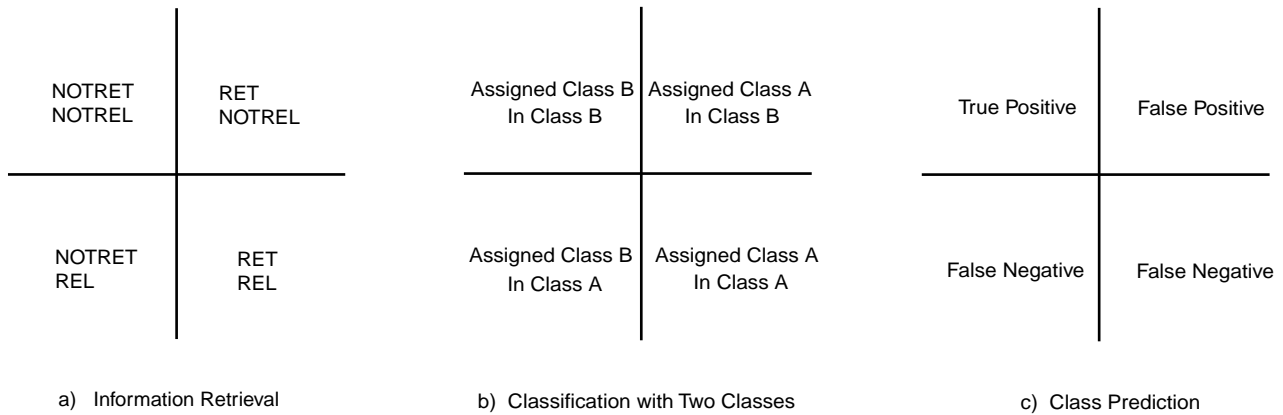 NOTRET
NOTREL
RET
NOTREL
NOTRET
REL
RET
REL
a) Information Retrieval
Assigned Class B
In Class B
Assigned Class A
In Class B
Assigned Class B
In Class A
Assigned Class A
In Class A
b) Classification with Two Classes
True Positive
False Positive
False Negative
False Negative
c) Class Prediction